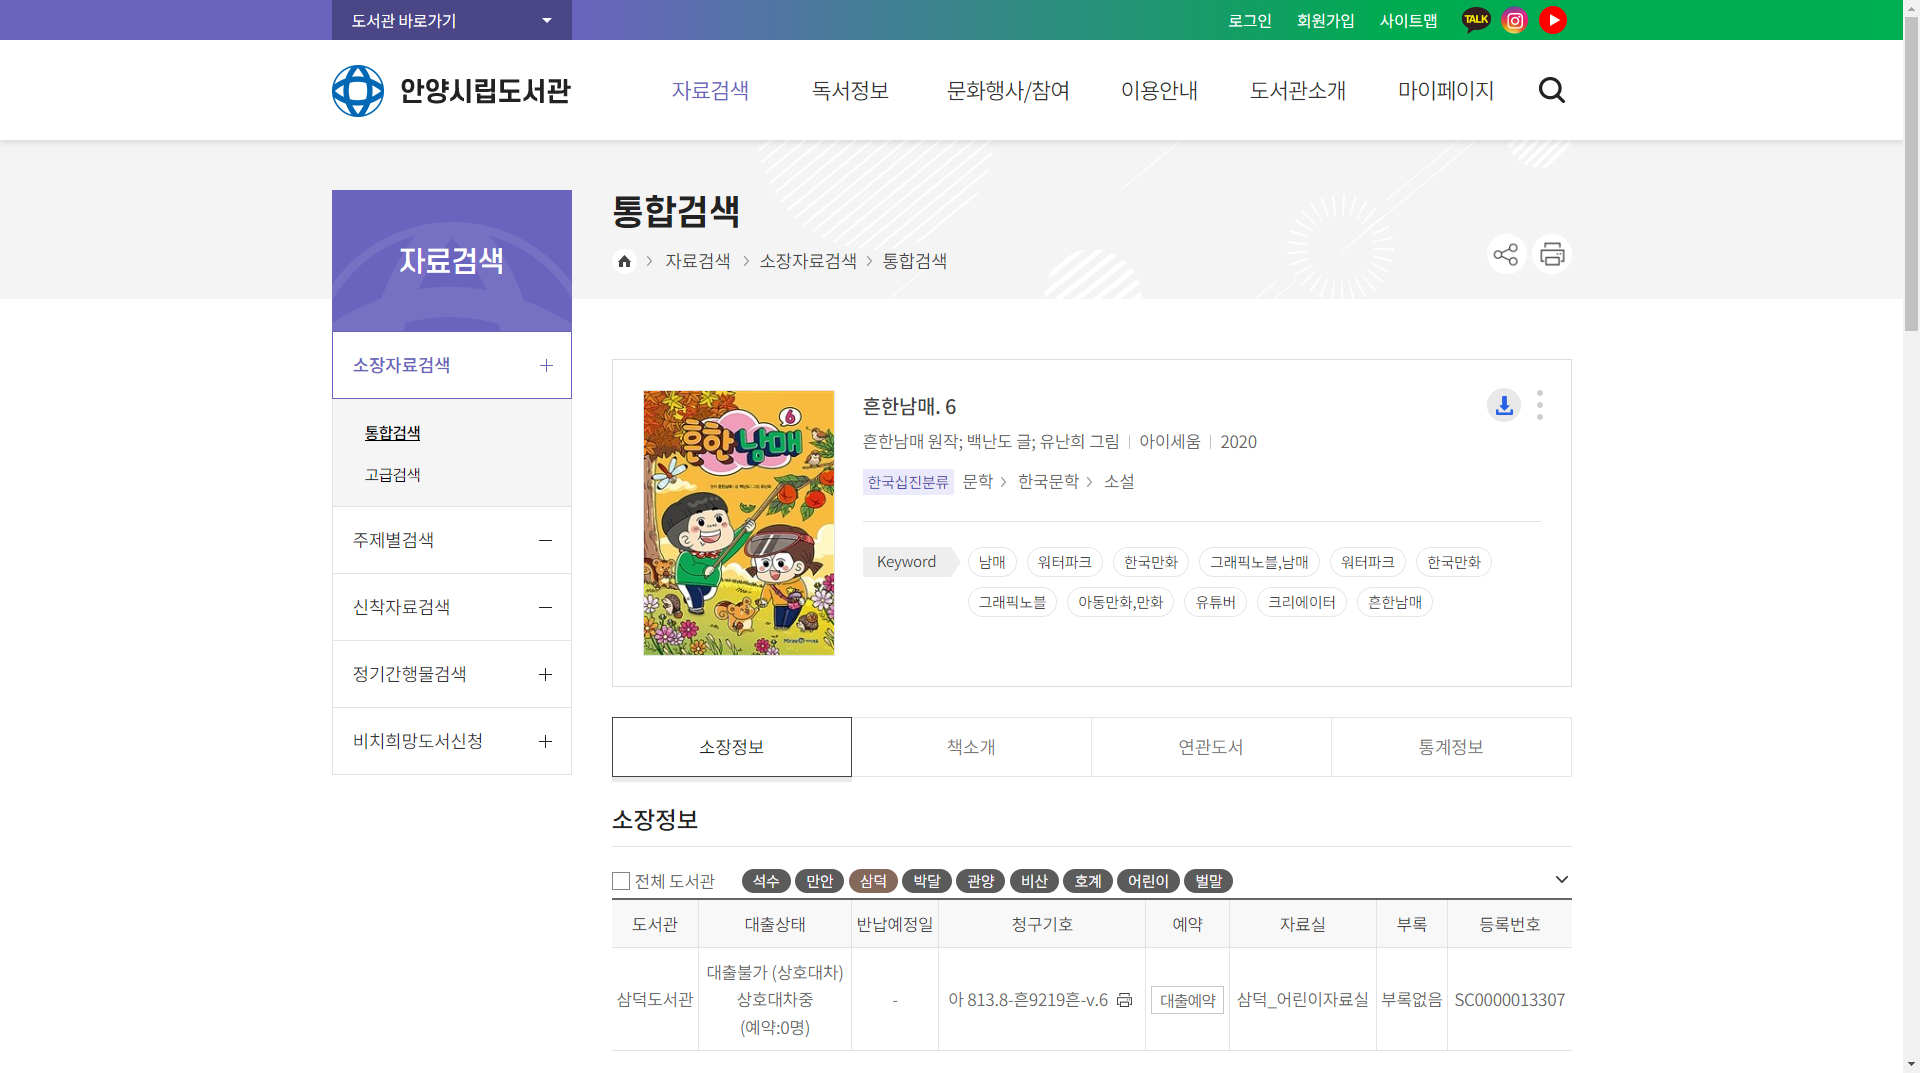 도서관 바로가기
로그인 회원가입 사이트맵 TALK
안양시립도서관
자료검색 독서정보 문화행사/참여 이용안내 도서관소개 마이페이지
통합검색
자료검색 소장자료검색 통합검색
자료검색
소장자료검색
통합검색
고급검색
주제별검색
신착자료검색
정기간행물검색
비치희망도서신청
6
흔한남매
흔한남매. 6
흔한남매 원작; 백난도 글; 유난희 그림 아이세움 2020
한국십진분류 문학 한국문학 소설
Keyword 남매 워터파크 한국만화 그래픽노블,남매 워터파크 한국만화
그래픽노블 아동만화,만화 유튜버 크리에이터 흔한남매
소장정보 책소개 연관도서 통계정보
소장정보
전체 도서관 석수 만안 삼덕 박달 관양 비산 호계 어린이 벌말
도서관 대출상태 반납예정일 청구기호 예약 자료실 부록 등록번호
대출불가 (상호대차)
삼덕도서관 상호대차중 - 아 813.8-흔9219흔-v.6 대출예약 삼덕_어린이자료실 부록없음 SC0000013307
(예약:0명)